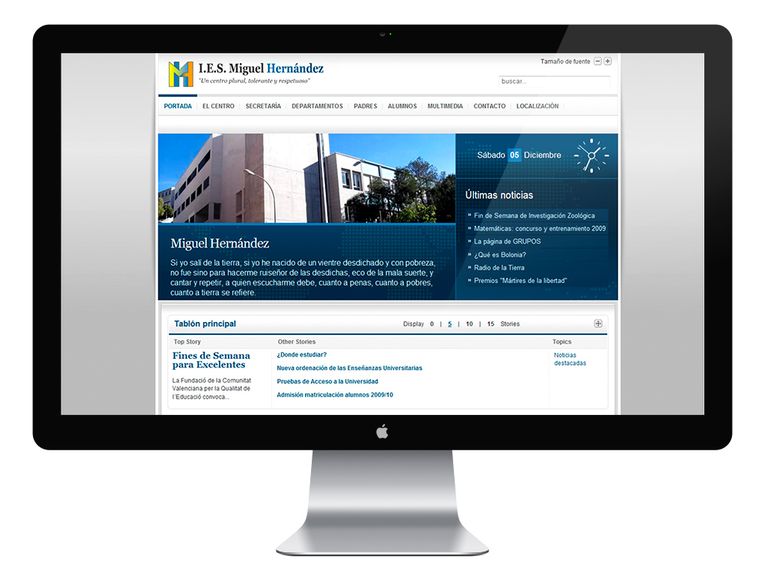 I.E.S. Miguel Hernández
"Un centro plural, tolerante y respetuoso"
Tamaño de fuente
buscar...
PORTADA EL CENTRO SECRETARÍA DEPARTAMENTOS PADRES ALUMNOS MULTIMEDIA CONTACTO LOCALIZACIÓN
Sábado 05 Diciembre
Miguel Hernández
Si yo salí de la tierra, si yo he nacido de un vientre desdichado y con pobreza,
no fue sino para hacerme ruiseñor de las desdichas, eco de la mala suerte, y
cantar y repetir, a quien escucharme debe, cuanto a penas, cuanto a pobres,
cuanto a tierra se refiere.
Últimas noticias
» Fin de Semana de Investigación Zoológica
» Matemáticas: concurso y entrenamiento 2009
» La página de GRUPOS
» ¿Qué es Bolonia?
» Radio de la Tierra
» Premios "Mártires de la libertad"
Tablón principal
Display 0 | 5 | 10 | 15 Stories
Top Story
Fines de Semana
para Excelentes
La Fundació de la Comunitat
Valenciana per la Qualitat de
l'Educació convoca...
Other Stories
¿Donde estudiar?
Nueva ordenación de las Enseñanzas Universitarias
Pruebas de Acceso a la Universidad
Admisión matriculación alumnos 2009/10
Topics
Noticias
destacadas